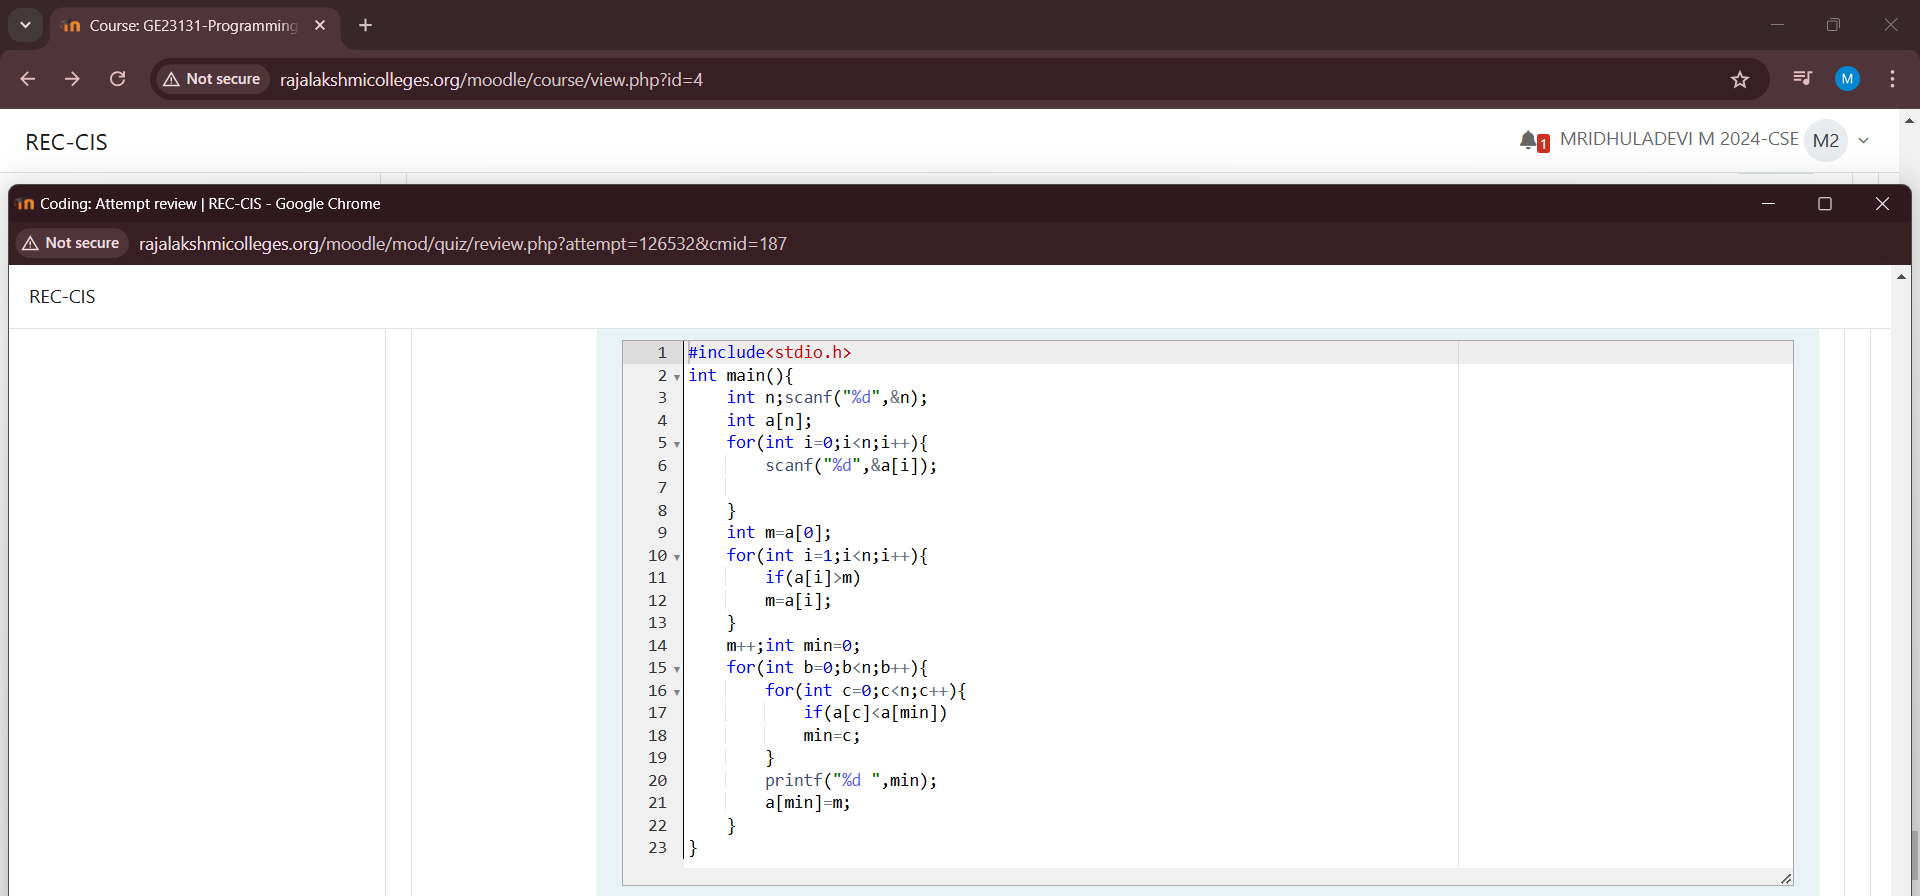 Course: GE23131-Programming
Not secure rajalakshmicolleges.org/moodle/course/view.php?id=4
M
REC-CIS
1 MRIDHULADEVI M 2024-CSE M2
Coding: Attempt review | REC-CIS - Google Chrome
Not secure rajalakshmicolleges.org/moodle/mod/quiz/review.php?attempt=126532&cmid=187
REC-CIS
1 #include<stdio.h>
2 int main(){
3 int n;scanf("%d",&n);
4 int a[n];
5 for(int i=0;i<n;i++){
6 scanf("%d",&a[i]);
7
8 }
9 int m=a[0];
10 for(int i=1;i<n;i++){
11 if(a[i]>m)
12 m=a[i];
13 }
14 m++;int min=0;
15 for(int b=0;b<n;b++){
16 for(int c=0;c<n;c++){
17 if(a[c]<a[min])
18 min=c;
19 }
20 printf("%d ",min);
21 a[min]=m;
22 }
23 }